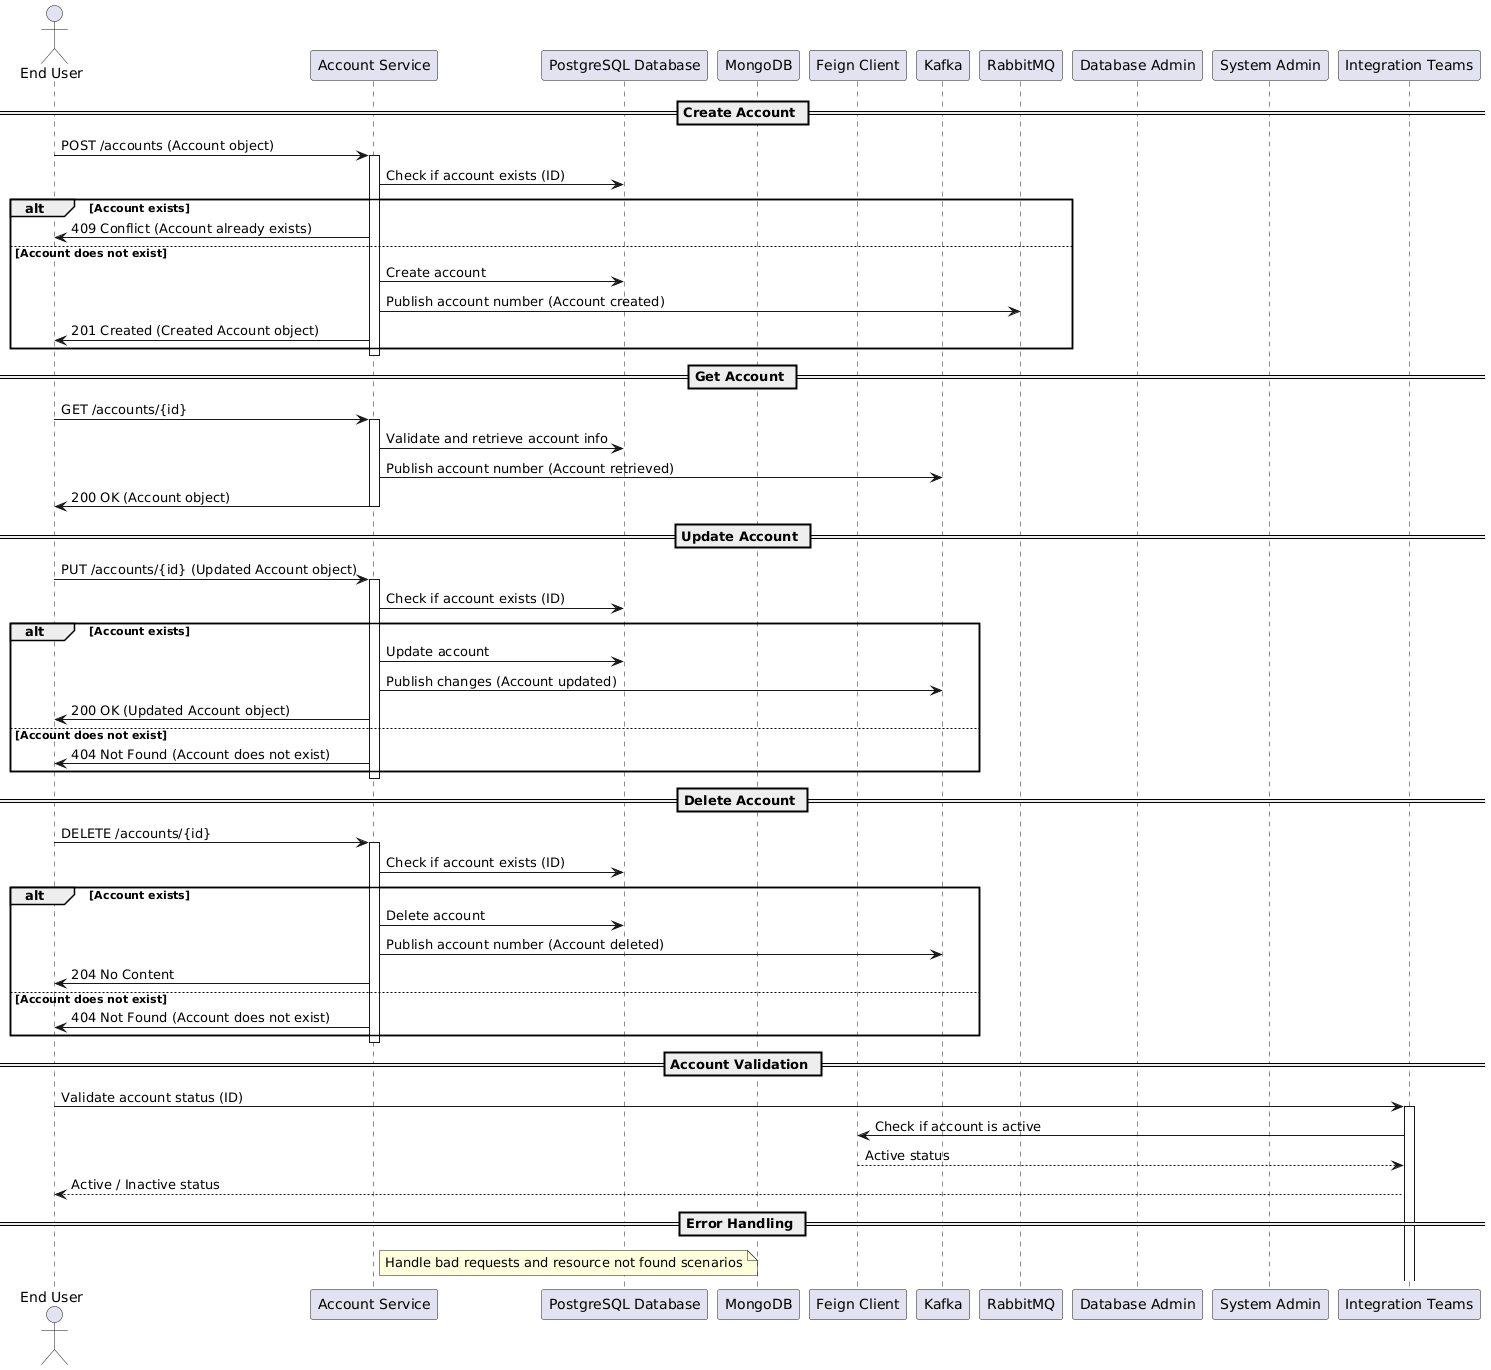 End User
Account Service
PostgreSQL Database
MongoDB
Feign Client
Kafka
RabbitMQ
Database Admin
System Admin
Integration Teams
Create Account
POST /accounts (Account object)
Check if account exists (ID)
alt
[Account exists]
409 Conflict (Account already exists)
[Account does not exist]
Create account
Publish account number (Account created)
201 Created (Created Account object)
Get Account
GET /accounts/{id}
Validate and retrieve account info
Publish account number (Account retrieved)
200 OK (Account object)
Update Account
PUT /accounts/{id} (Updated Account object)
Check if account exists (ID)
alt
[Account exists]
Update account
Publish changes (Account updated)
200 OK (Updated Account object)
[Account does not exist]
404 Not Found (Account does not exist)
Delete Account
DELETE /accounts/{id}
Check if account exists (ID)
alt
[Account exists]
Delete account
Publish account number (Account deleted)
204 No Content
[Account does not exist]
404 Not Found (Account does not exist)
Account Validation
Validate account status (ID)
Check if account is active
Active status
Active / Inactive status
Error Handling
Handle bad requests and resource not found scenarios
End User
Account Service
PostgreSQL Database
MongoDB
Feign Client
Kafka
RabbitMQ
Database Admin
System Admin
Integration Teams